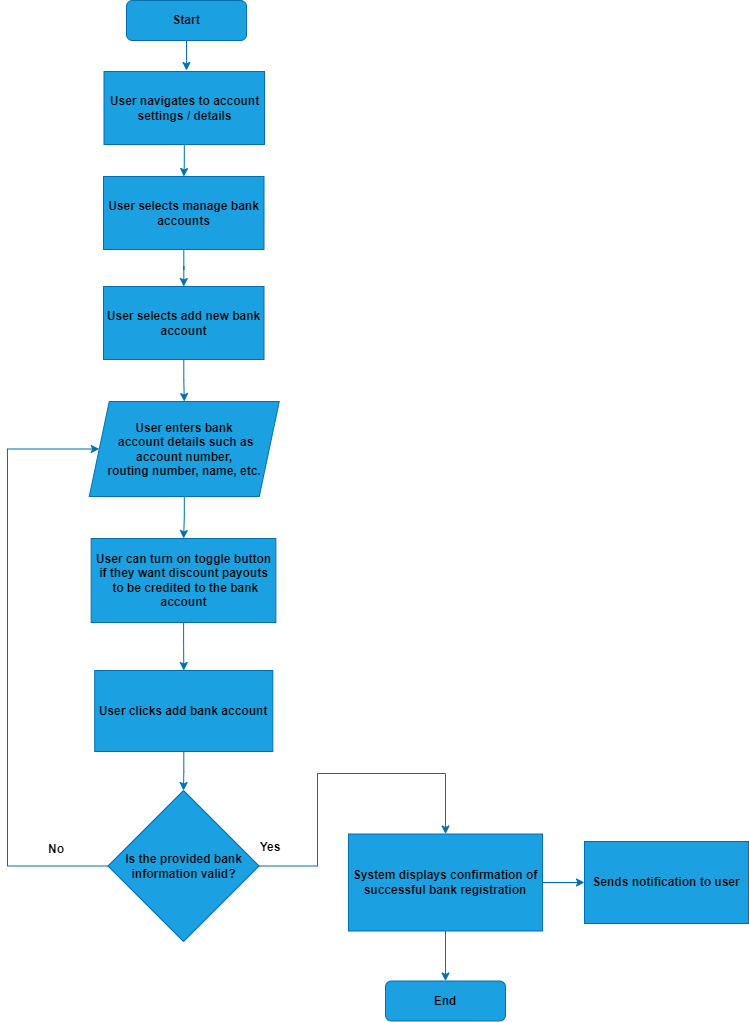 Start
User navigates to account
settings / details
User selects manage bank
accounts
User selects add new bank
account
User enters bank
account details such as
account number,
routing number, name, etc.
User can turn on toggle button
if they want discount payouts
to be credited to the bank
account
User clicks add bank account
Is the provided bank
information valid?
No
Yes
System displays confirmation of
successful bank registration
Sends notification to user
End